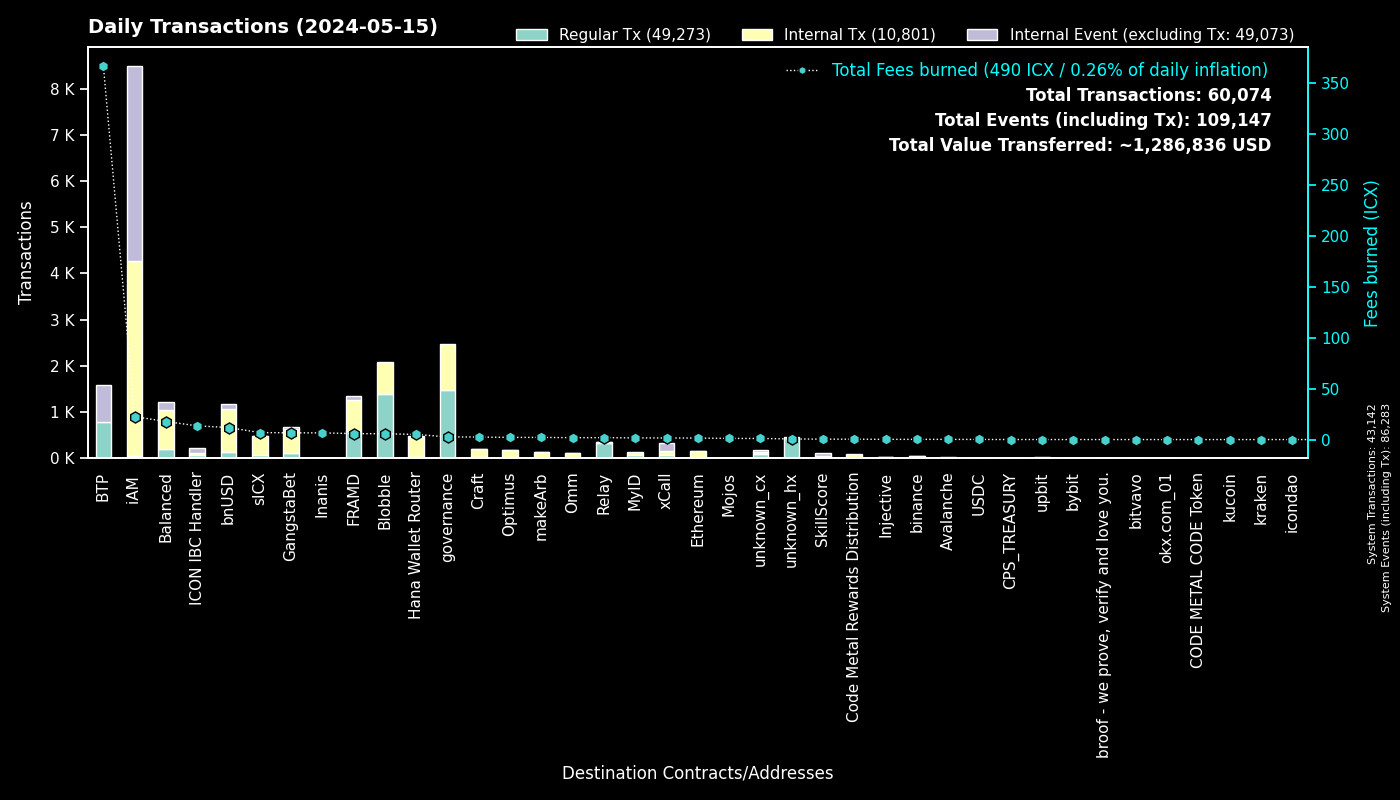 Daily Transactions (2024-05-15)
Regular Tx (49,273)
Internal Tx (10,801)
Internal Event (excluding Tx: 49,073)
Total Fees burned (490 ICX / 0.26% of daily inflation)
Total Transactions: 60,074
Total Events (including Tx): 109,147
Total Value Transferred: ~1,286,836 USD
Transactions
8 K
7 K
6 K
5 K
4 K
3 K
2 K
1 K
0 K
350
300
250
200
150
100
50
0
Fees burned (ICX)
System Transactions: 43,142
System Events (including Tx): 86,283
BTP
iAM
Balanced
ICON IBC Handler
bnUSD
sICX
GangstaBet
Inanis
FRAMD
Blobble
Hana Wallet Router
governance
Craft
Optimus
makeArb
Omm
Relay
MyID
xCall
Ethereum
Mojos
unknown_cx
unknown_hx
SkillScore
Code Metal Rewards Distribution
Injective
binance
Avalanche
USDC
CPS_TREASURY
upbit
bybit
broof - we prove, verify and love you.
bitvavo
okx.com_01
CODE METAL CODE Token
kucoin
kraken
icondao
Destination Contracts/Addresses